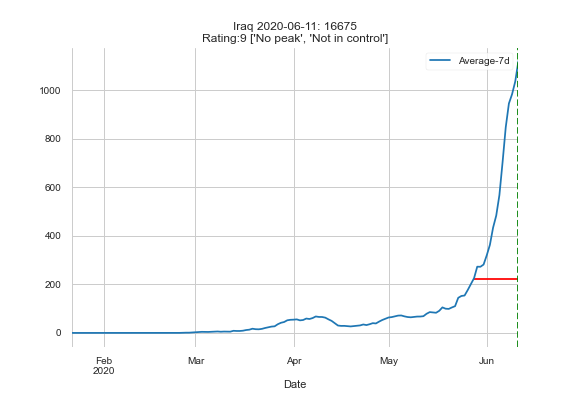 Iraq 2020-06-11: 16675
Rating:9 ['No peak', 'Not in control']
Average-7d
1000
800
600
400
200
0
Feb
2020
Mar
Apr
May
Jun
Date